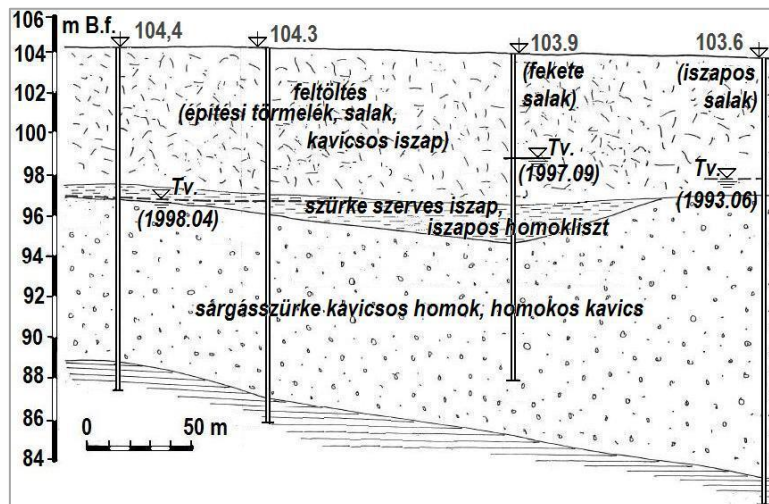 106
m B.f.
104,4
104.3
103.9
103.6
104
102
100
98
96
94
92
90
88
86
84
feltöltés
(építési törmelék, salak,
kavicsos iszap)
(fekete
salak)
(iszapos
salak)
Tv.
(1997.09)
Tv.
(1993.06)
Tv.
(1998.04)
szürke szerves iszap,
iszapos homokliszt
sárgásszürke kavicsos homok, homokos kavics
0
50 m